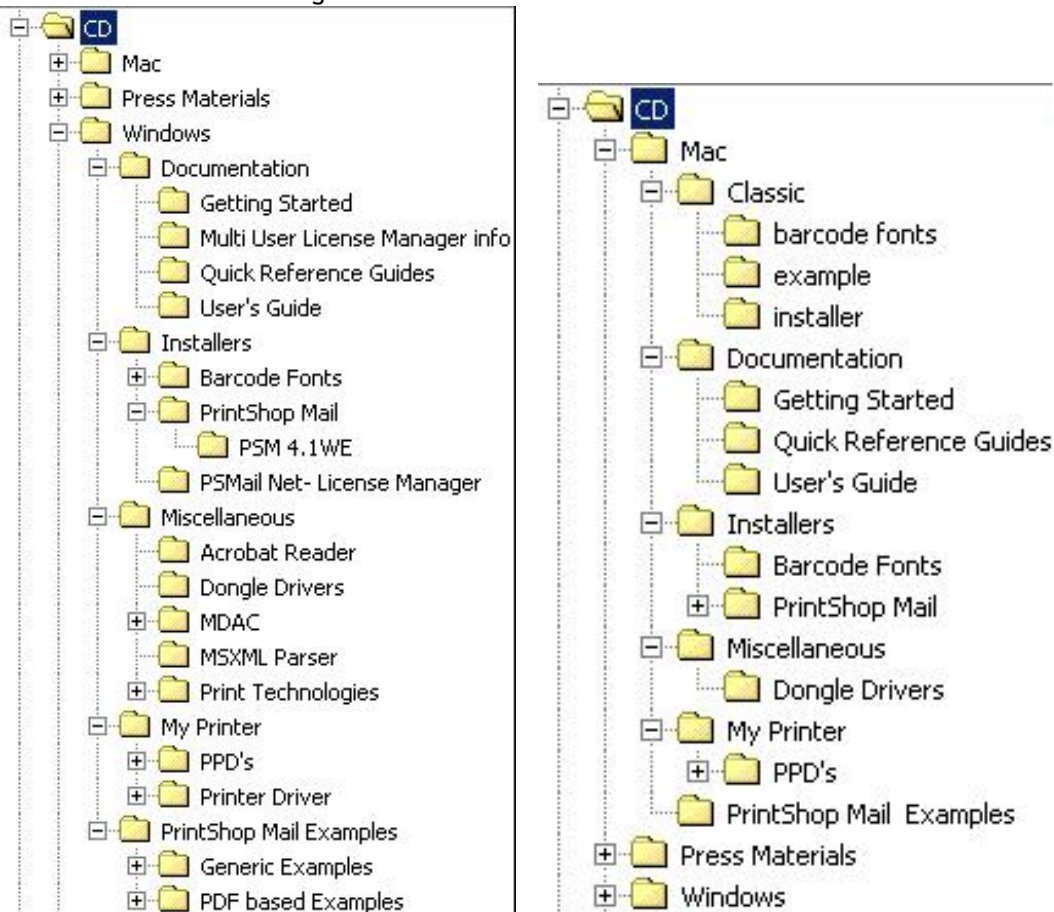 CD
Mac
Press Materials
Windows
Documentation
Getting Started
Multi User License Manager info
Quick Reference Guides
User's Guide
Installers
Barcode Fonts
PrintShop Mail
PSM 4.1WE
PSMail Net- License Manager
Miscellaneous
Acrobat Reader
Dongle Drivers
MDAC
MSXML Parser
Print Technologies
My Printer
PPD's
Printer Driver
PrintShop Mail Examples
Generic Examples
PDF based Examples
CD
Mac
Classic
barcode fonts
example
installer
Documentation
Getting Started
Quick Reference Guides
User's Guide
Installers
Barcode Fonts
PrintShop Mail
Miscellaneous
Dongle Drivers
My Printer
PPD's
PrintShop Mail  Examples
Press Materials
Windows